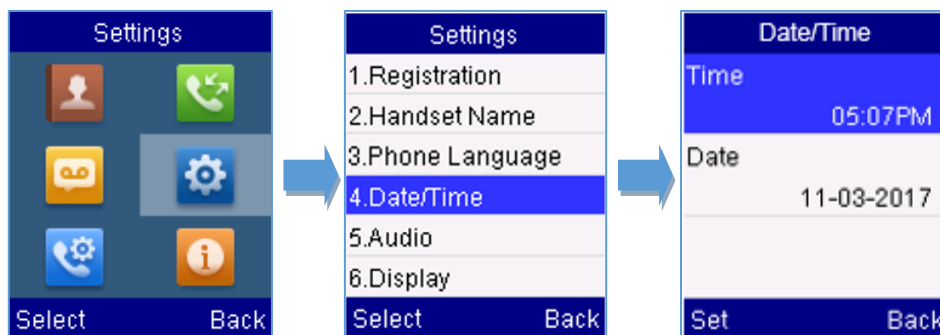 Settings
Select Back
Settings
1.Registration
2.Handset Name
3.Phone Language
4.Date/Time
5.Audio
6.Display
Select Back
Date/Time
Time
05:07PM
Date
11-03-2017
Set Back